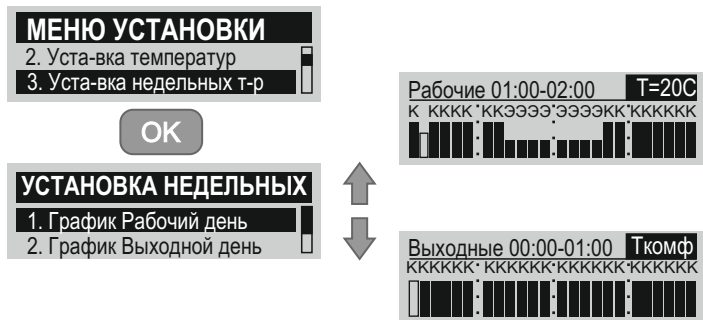 МЕНЮ УСТАНОВКИ
2. Уста-вка температур
3. Уста-вка недельных т-р
OK
УСТАНОВКА НЕДЕЛЬНЫХ
1. График Рабочий день
2. График Выходной день
Рабочие 01:00-02:00 T=20C
К КККК ККЭЭЭЭ ЭЭЭЭКК КККККК
Выходные 00:00-01:00 Ткомф
КККККК КККККК КККККК КККККК